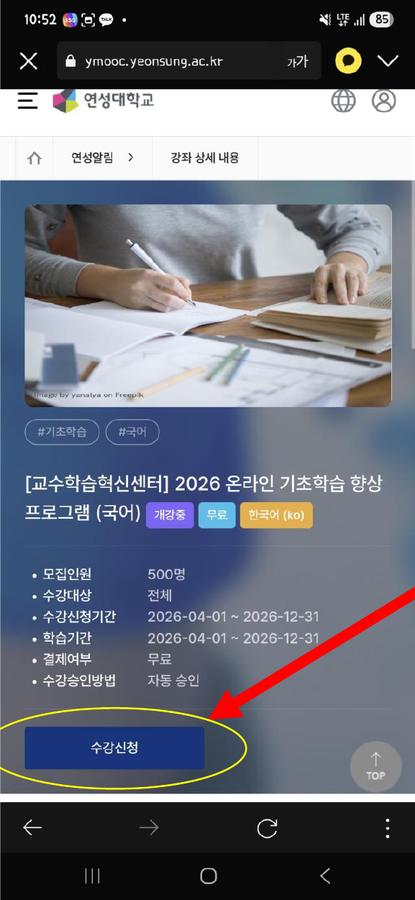 10:52
TALK
LTE
85
ymooc.yeonsung.ac.kr
가가
연성대학교
연성알림 >
강좌 상세 내용
Image by yanalya on Freepik
#기초학습 #국어
[교수학습혁신센터] 2026 온라인 기초학습 향상
프로그램 (국어) 개강중 무료 한국어 (ko)
• 모집인원 500명
• 수강대상 전체
• 수강신청기간 2026-04-01 ~ 2026-12-31
• 학습기간 2026-04-01 ~ 2026-12-31
• 결제여부 무료
• 수강승인방법 자동 승인
수강신청
TOP